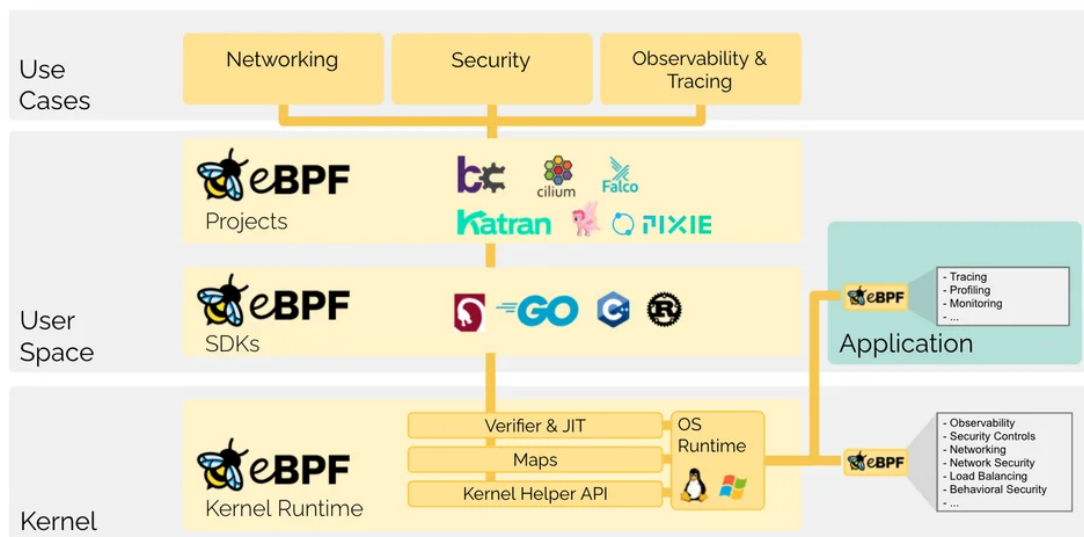 Use
Cases
Networking
Security
Observability &
Tracing
eBPF
Projects
bc
cilium
Falco
Katran
PIXIE
User
Space
eBPF
SDKs
GO
C++
R
eBPF
- Tracing
- Profiling
- Monitoring
- ...
Application
Kernel
eBPF
Kernel Runtime
Verifier & JIT
Maps
Kernel Helper API
OS
Runtime
eBPF
- Observability
- Security Controls
- Networking
- Network Security
- Load Balancing
- Behavioral Security
- ...